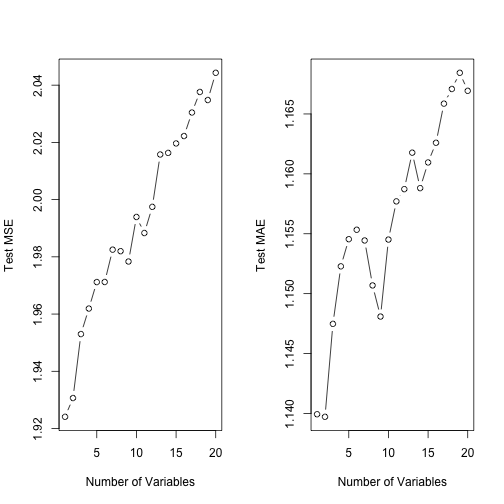 Test MSE
2.04
2.02
2.00
1.98
1.96
1.94
1.92
5 10 15 20
Number of Variables
Test MAE
1.165
1.160
1.155
1.150
1.145
1.140
5 10 15 20
Number of Variables